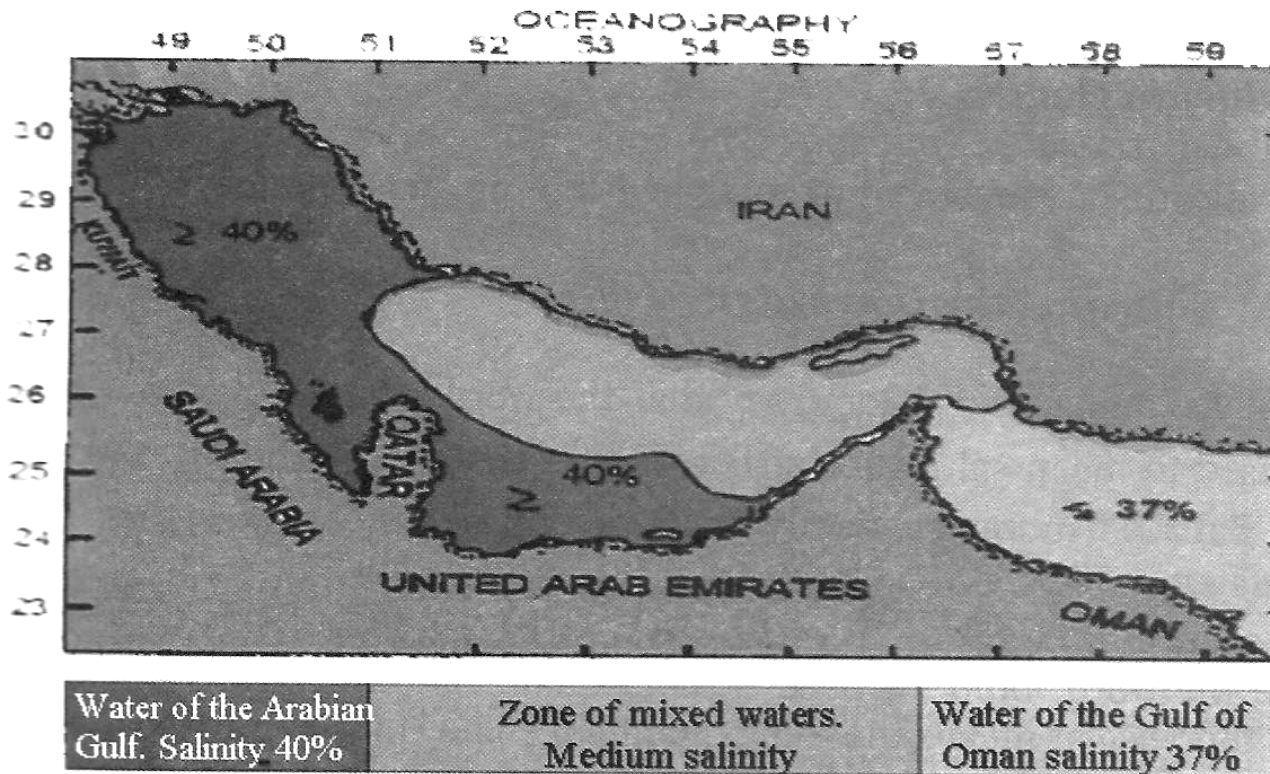 OCEANOGRAPHY
49 50 51 52 53 54 55 56 57 58 59
30
29
28
27
26
25
24
23
IRAN
≥ 40%
KUWAIT
SAUDI ARABIA
QATAR
≥ 40%
≤ 37%
UNITED ARAB EMIRATES
OMAN
Water of the Arabian
Gulf. Salinity 40%
Zone of mixed waters.
Medium salinity
Water of the Gulf of
Oman salinity 37%